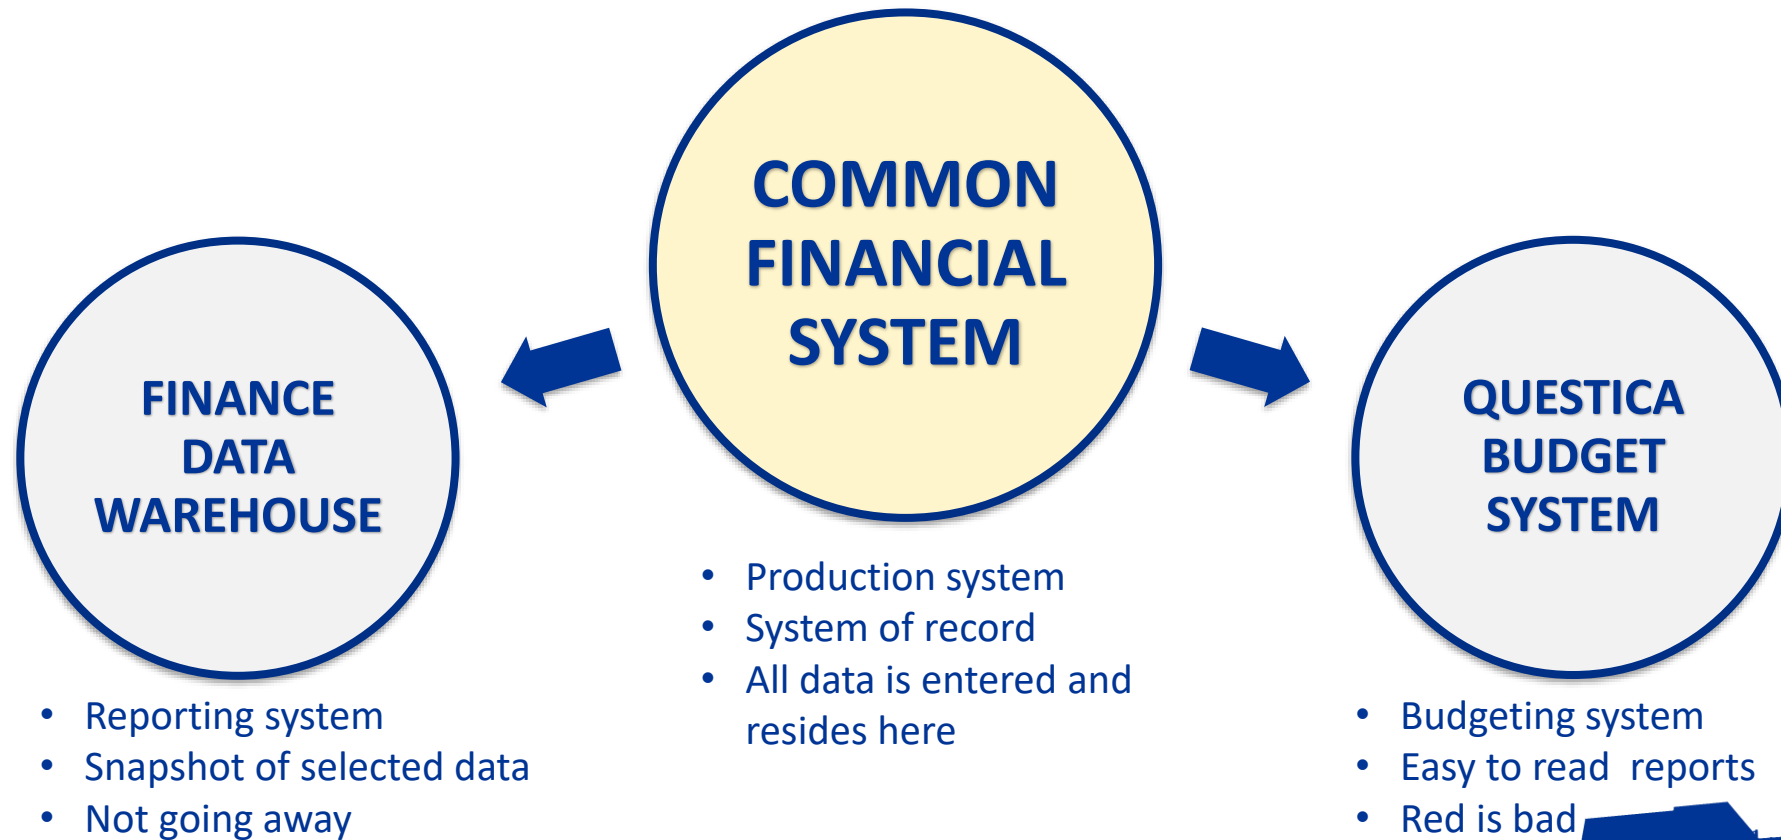 COMMON
FINANCIAL
SYSTEM
• Production system
• System of record
• All data is entered and
resides here
FINANCE
DATA
WAREHOUSE
• Reporting system
• Snapshot of selected data
• Not going away
QUESTICA
BUDGET
SYSTEM
• Budgeting system
• Easy to read  reports
• Red is bad